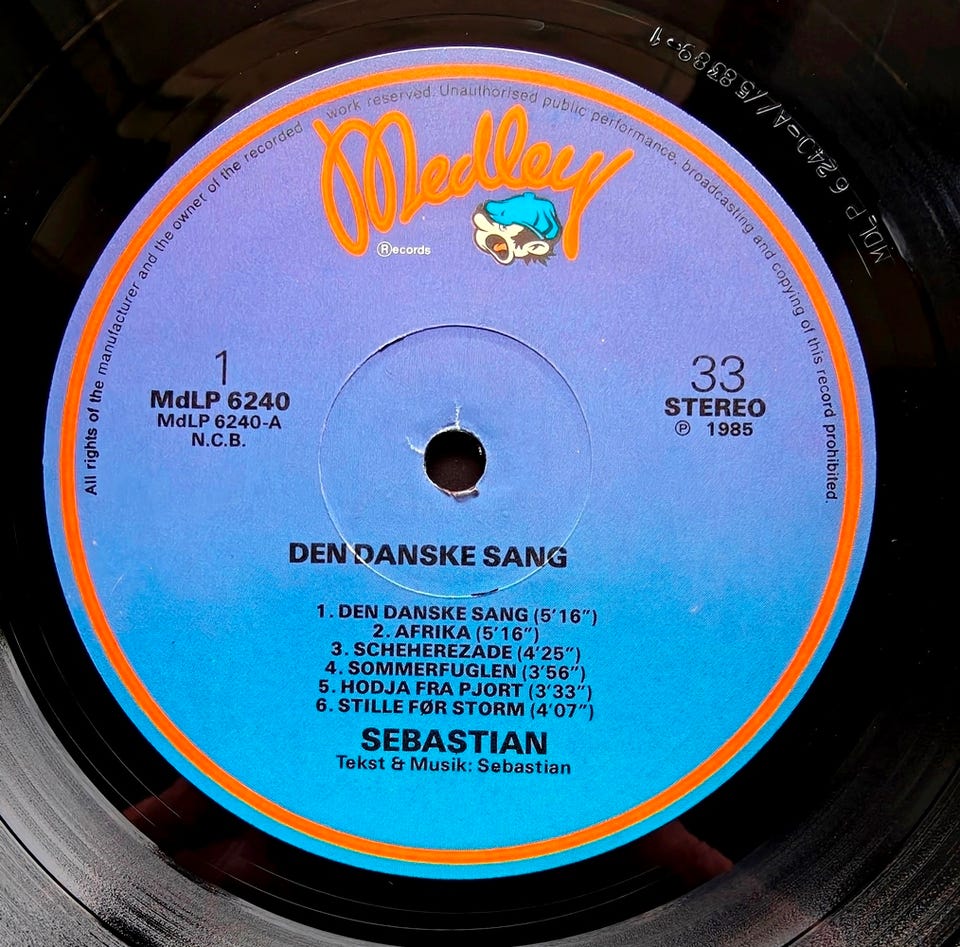 All rights of the manufacturer and the owner of the recorded work reserved. Unauthorised public performance, broadcasting and copying of this record prohibited.
Medley
®ecords
1
MdLP 6240
MdLP 6240-A
N.C.B.
33
STEREO
℗ 1985
DEN DANSKE SANG
1. DEN DANSKE SANG (5'16")
2. AFRIKA (5'16")
3. SCHEHEREZADE (4'25")
4. SOMMERFUGLEN (3'56")
5. HODJA FRA PJORT (3'33")
6. STILLE FØR STORM (4'07")
SEBASTIAN
Tekst & Musik: Sebastian
MDLP 6240-A